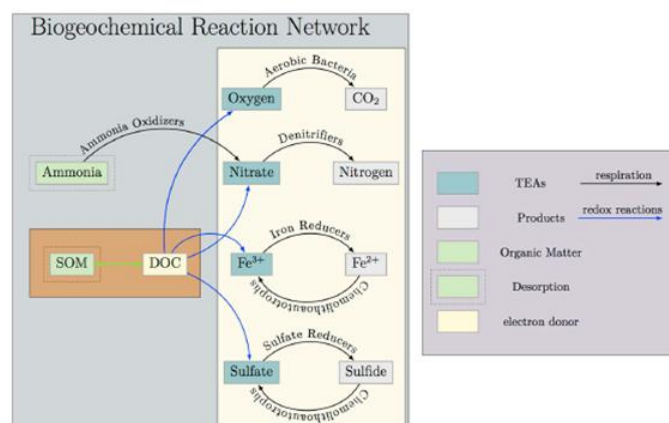 Biogeochemical Reaction Network
Aerobic Bacteria
Oxygen
CO₂
Ammonia Oxidizers
Denitrifiers
Ammonia
Nitrate
Nitrogen
Iron Reducers
SOM
DOC
Fe³⁺
Fe²⁺
Chemolithoautotrophs
Sulfate Reducers
Sulfate
Sulfide
Chemolithoautotrophs
TEAs
respiration
Products
redox reactions
Organic Matter
Desorption
electron donor